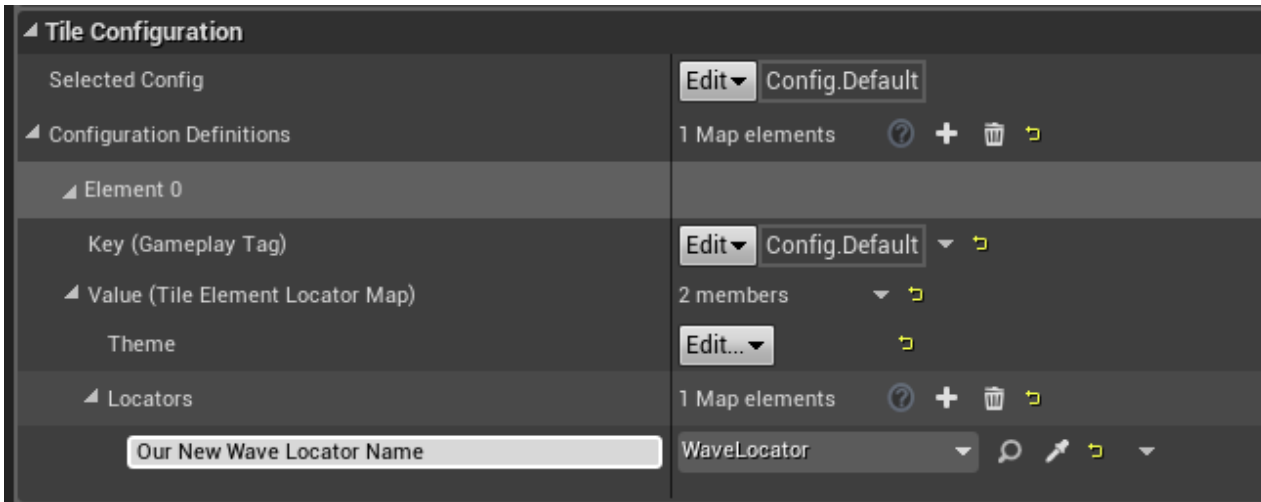 Tile Configuration
Selected Config Edit Config.Default
Configuration Definitions 1 Map elements
Element 0
Key (Gameplay Tag) Edit Config.Default
Value (Tile Element Locator Map) 2 members
Theme Edit...
Locators 1 Map elements
Our New Wave Locator Name WaveLocator